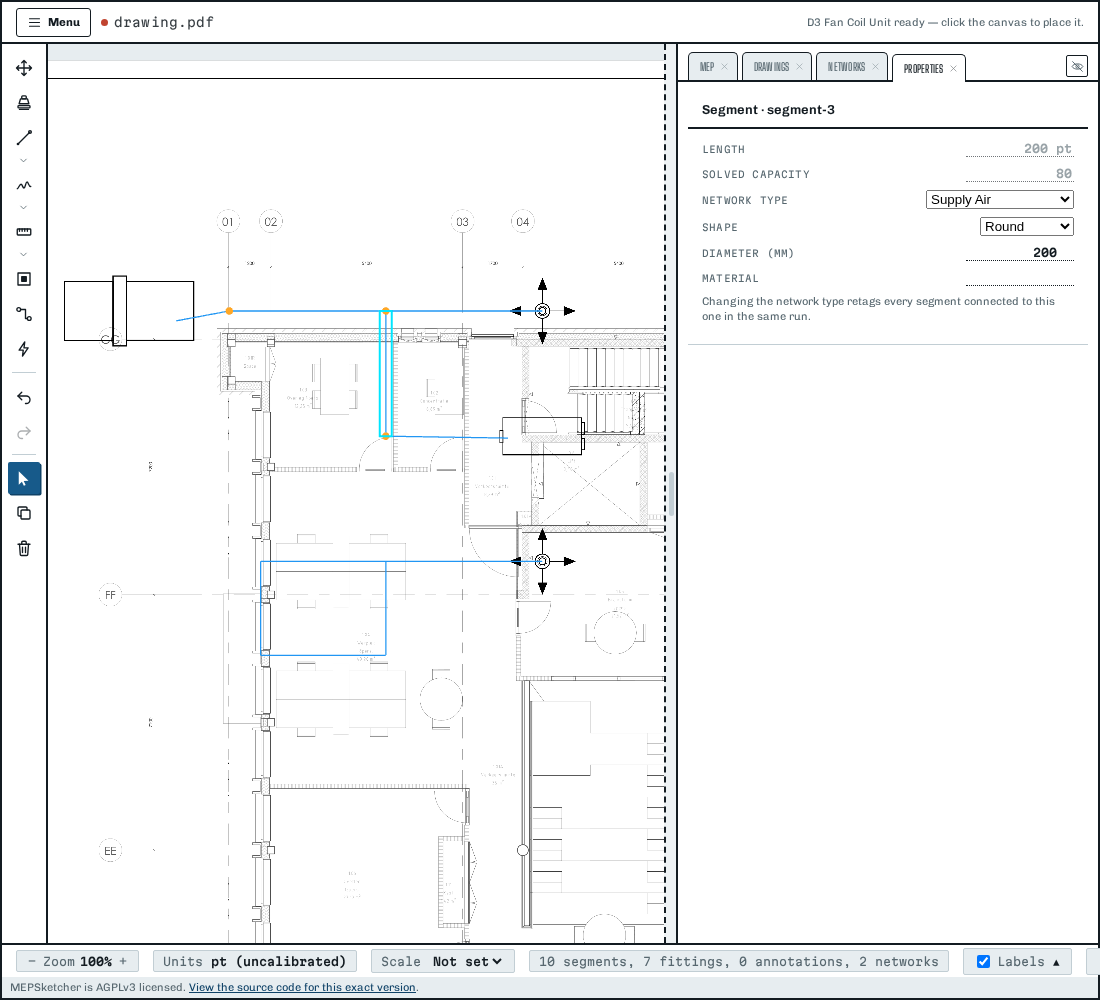 Menu
drawing.pdf
D3 Fan Coil Unit ready — click the canvas to place it.
MEP
DRAWINGS
NETWORKS
PROPERTIES
Segment · segment-3
LENGTH 200 pt
SOLVED CAPACITY 80
NETWORK TYPE Supply Air
SHAPE Round
DIAMETER (MM) 200
MATERIAL
Changing the network type retags every segment connected to this
one in the same run.
01 02 03 04
GG
FF
EE
− Zoom 100% +
Units pt (uncalibrated)
Scale Not set
10 segments, 7 fittings, 0 annotations, 2 networks
Labels ▲
MEPSketcher is AGPLv3 licensed. View the source code for this exact version.